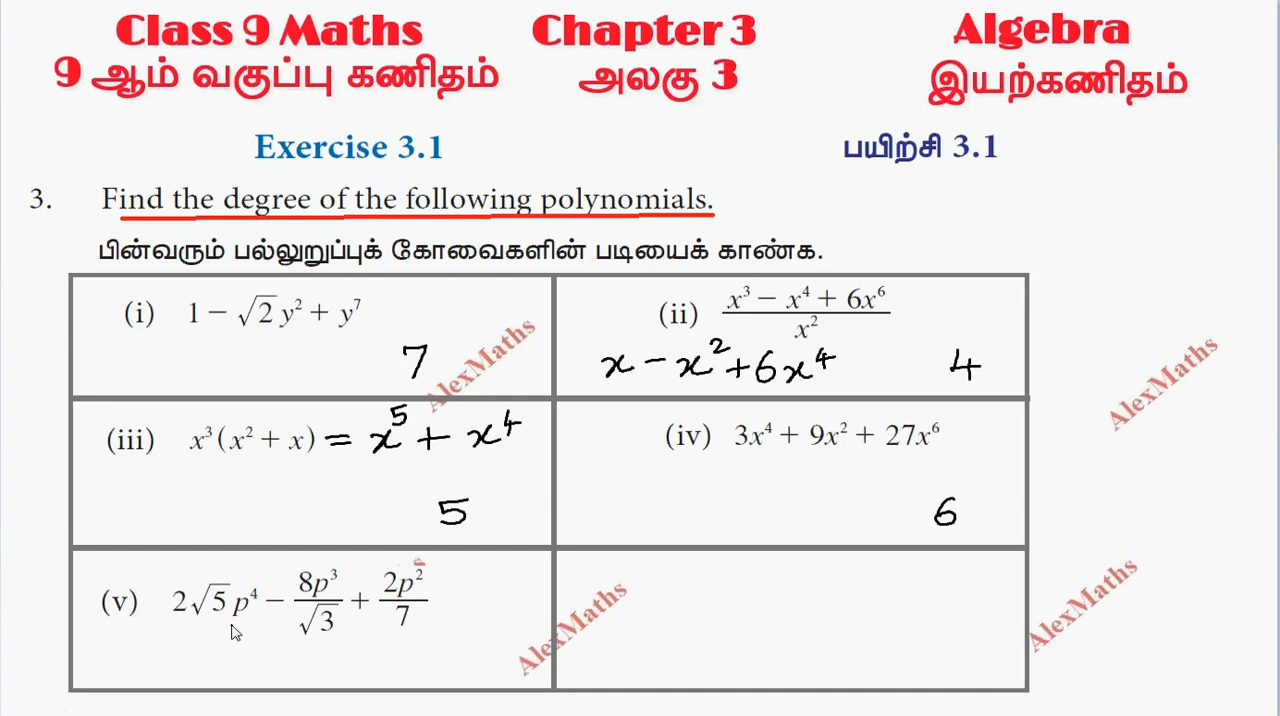 Class 9 Maths Chapter 3 Algebra
9 ஆம் வகுப்பு கணிதம் அலகு 3 இயற்கணிதம்
Exercise 3.1 பயிற்சி 3.1
3. Find the degree of the following polynomials.
பின்வரும் பல்லுறுப்புக் கோவைகளின் படியைக் காண்க.
(i) 1 − √2 y² + y⁷
7
(ii) (x³ − x⁴ + 6x⁶)/x²
x − x² + 6x⁴ 4
(iii) x³(x² + x) = x⁵ + x⁴
5
(iv) 3x⁴ + 9x² + 27x⁶
6
(v) 2√5 p⁴ − 8p³/√3 + 2p²/7
AlexMaths
AlexMaths
AlexMaths
AlexMaths